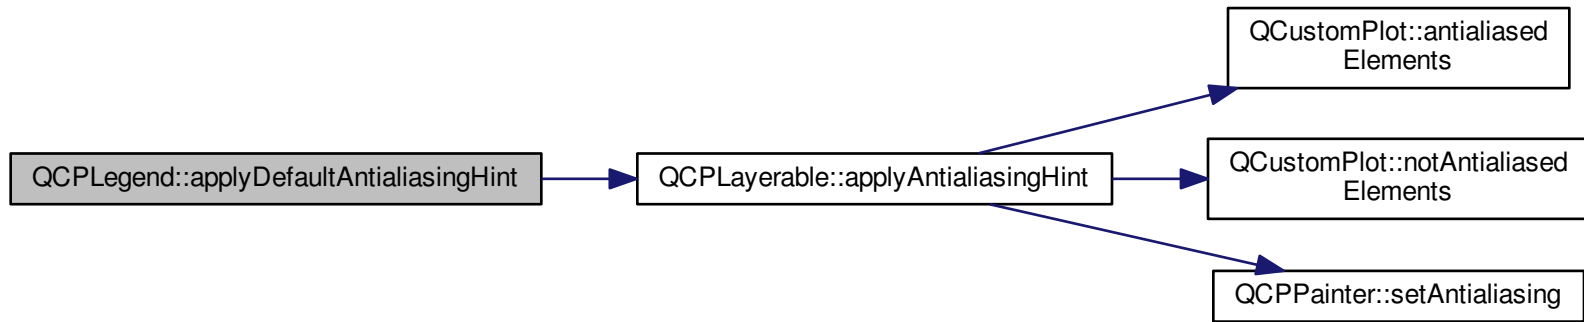 QCustomPlot::antialiased
Elements
QCPLegend::applyDefaultAntialiasingHint
QCPLayerable::applyAntialiasingHint
QCustomPlot::notAntialiased
Elements
QCPPainter::setAntialiasing